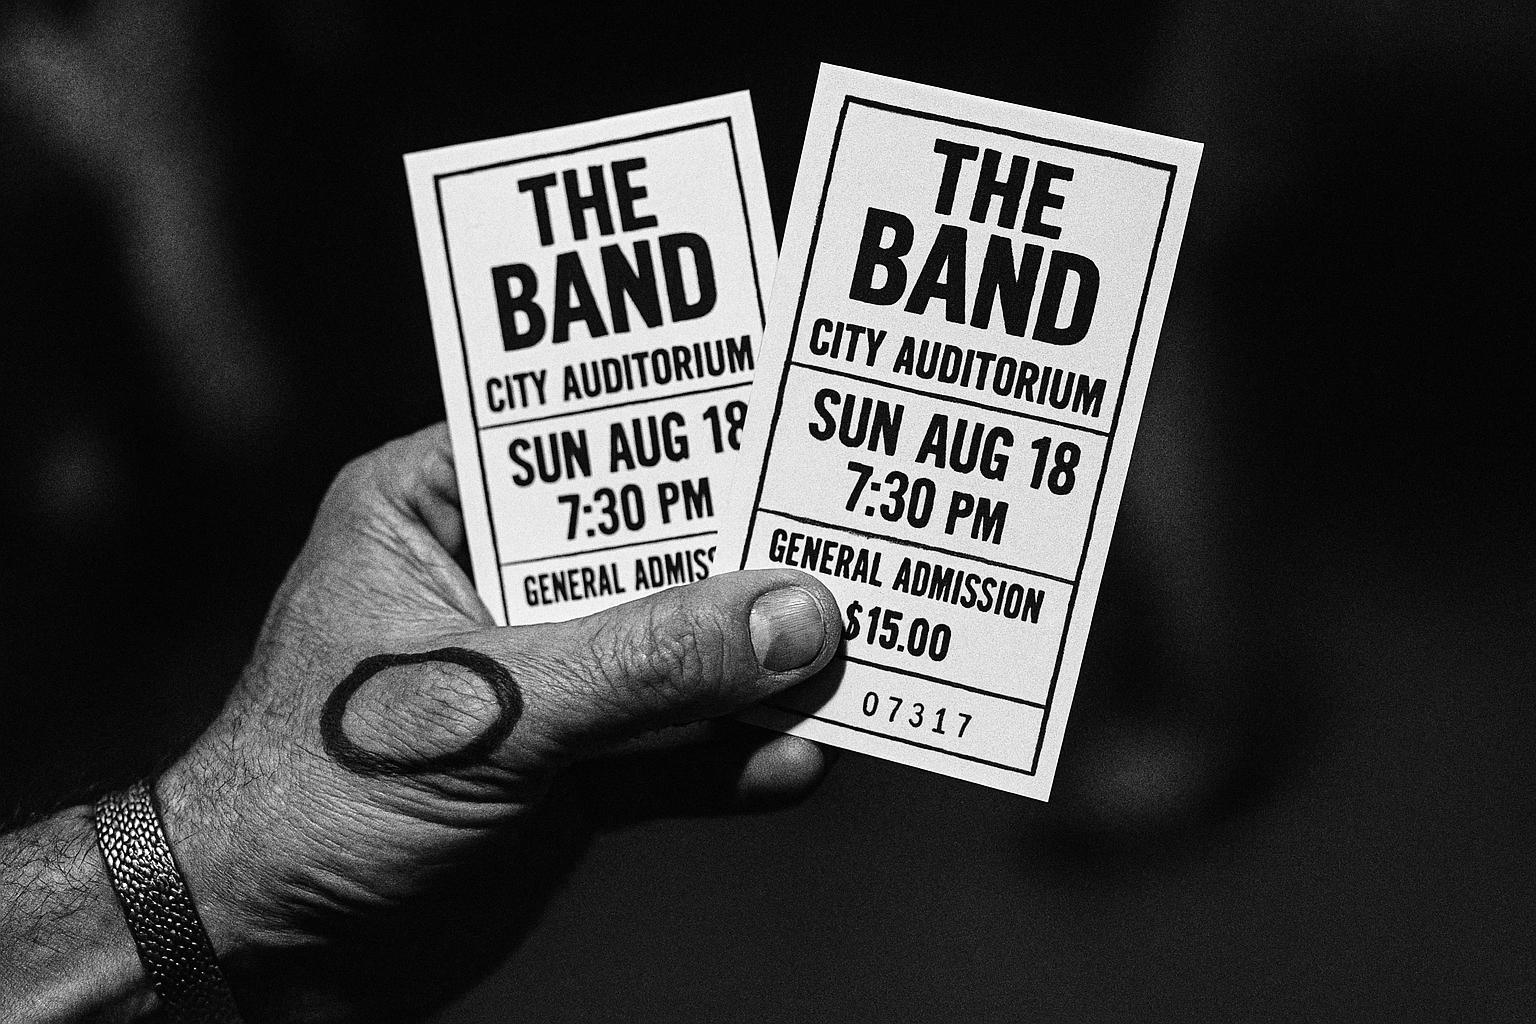 THE
BAND
CITY AUDITORIUM
SUN AUG 18
7:30 PM
GENERAL
THE
BAND
CITY AUDITORIUM
SUN AUG 18
7:30 PM
GENERAL ADMISSION
$15.00
07317